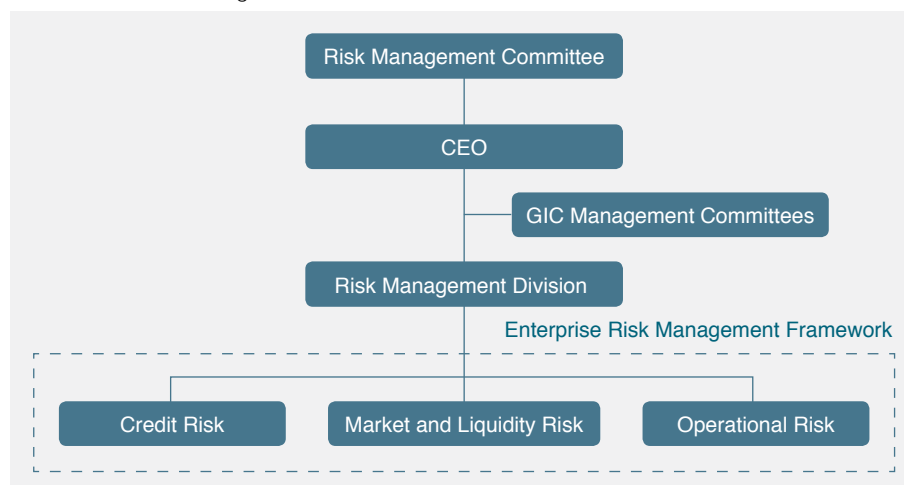 Risk Management Committee
CEO
GIC Management Committees
Risk Management Division
Enterprise Risk Management Framework
Credit Risk
Market and Liquidity Risk
Operational Risk